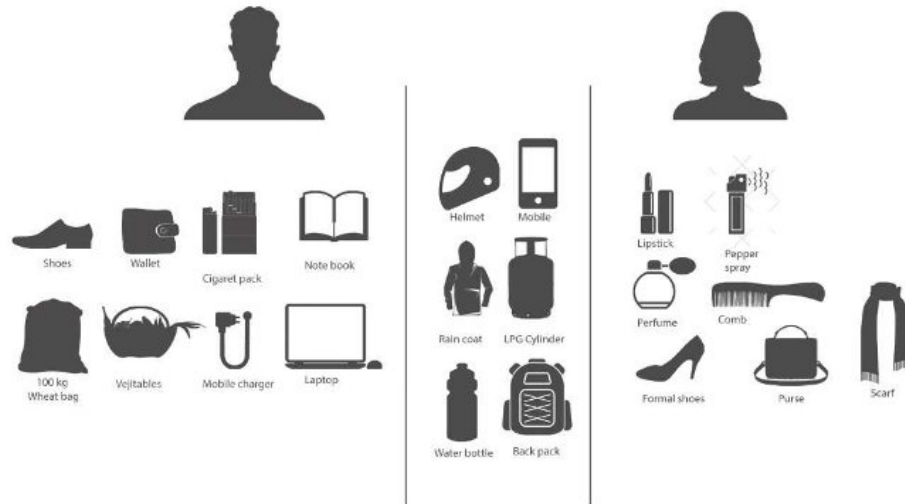 Shoes
Wallet
Cigaret pack
Note book
100 kg
Wheat bag
Vejitables
Mobile charger
Laptop
Helmet
Mobile
Rain coat
LPG Cylinder
Water bottle
Back pack
Lipstick
Pepper
spray
Perfume
Comb
Formal shoes
Purse
Scarf